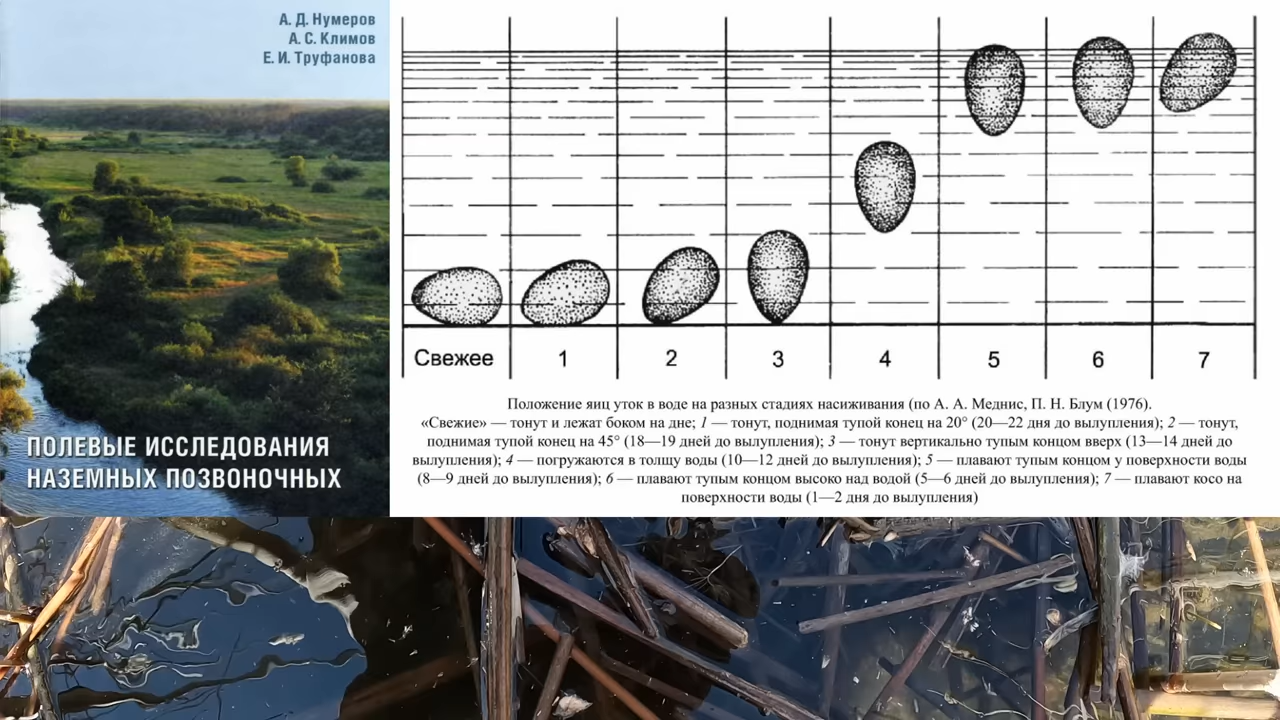 А. Д. Нумеров
А. С. Климов
Е. И. Труфанова
ПОЛЕВЫЕ ИССЛЕДОВАНИЯ
НАЗЕМНЫХ ПОЗВОНОЧНЫХ
Свежее 1 2 3 4 5 6 7
Положение яиц уток в воде на разных стадиях насиживания (по А. А. Меднис, П. Н. Блум (1976).
«Свежие» — тонут и лежат боком на дне; 1 — тонут, поднимая тупой конец на 20° (20—22 дня до вылупления); 2 — тонут,
поднимая тупой конец на 45° (18—19 дней до вылупления); 3 — тонут вертикально тупым концом вверх (13—14 дней до
вылупления); 4 — погружаются в толщу воды (10—12 дней до вылупления); 5 — плавают тупым концом у поверхности воды
(8—9 дней до вылупления); 6 — плавают тупым концом высоко над водой (5—6 дней до вылупления); 7 — плавают косо на
поверхности воды (1—2 дня до вылупления)